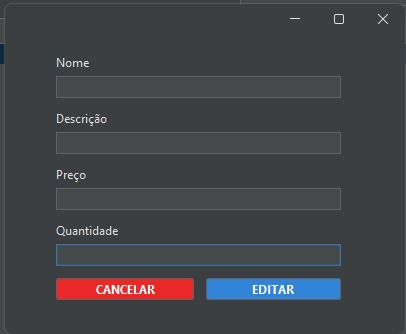 Nome
Descrição
Preço
Quantidade
CANCELAR EDITAR